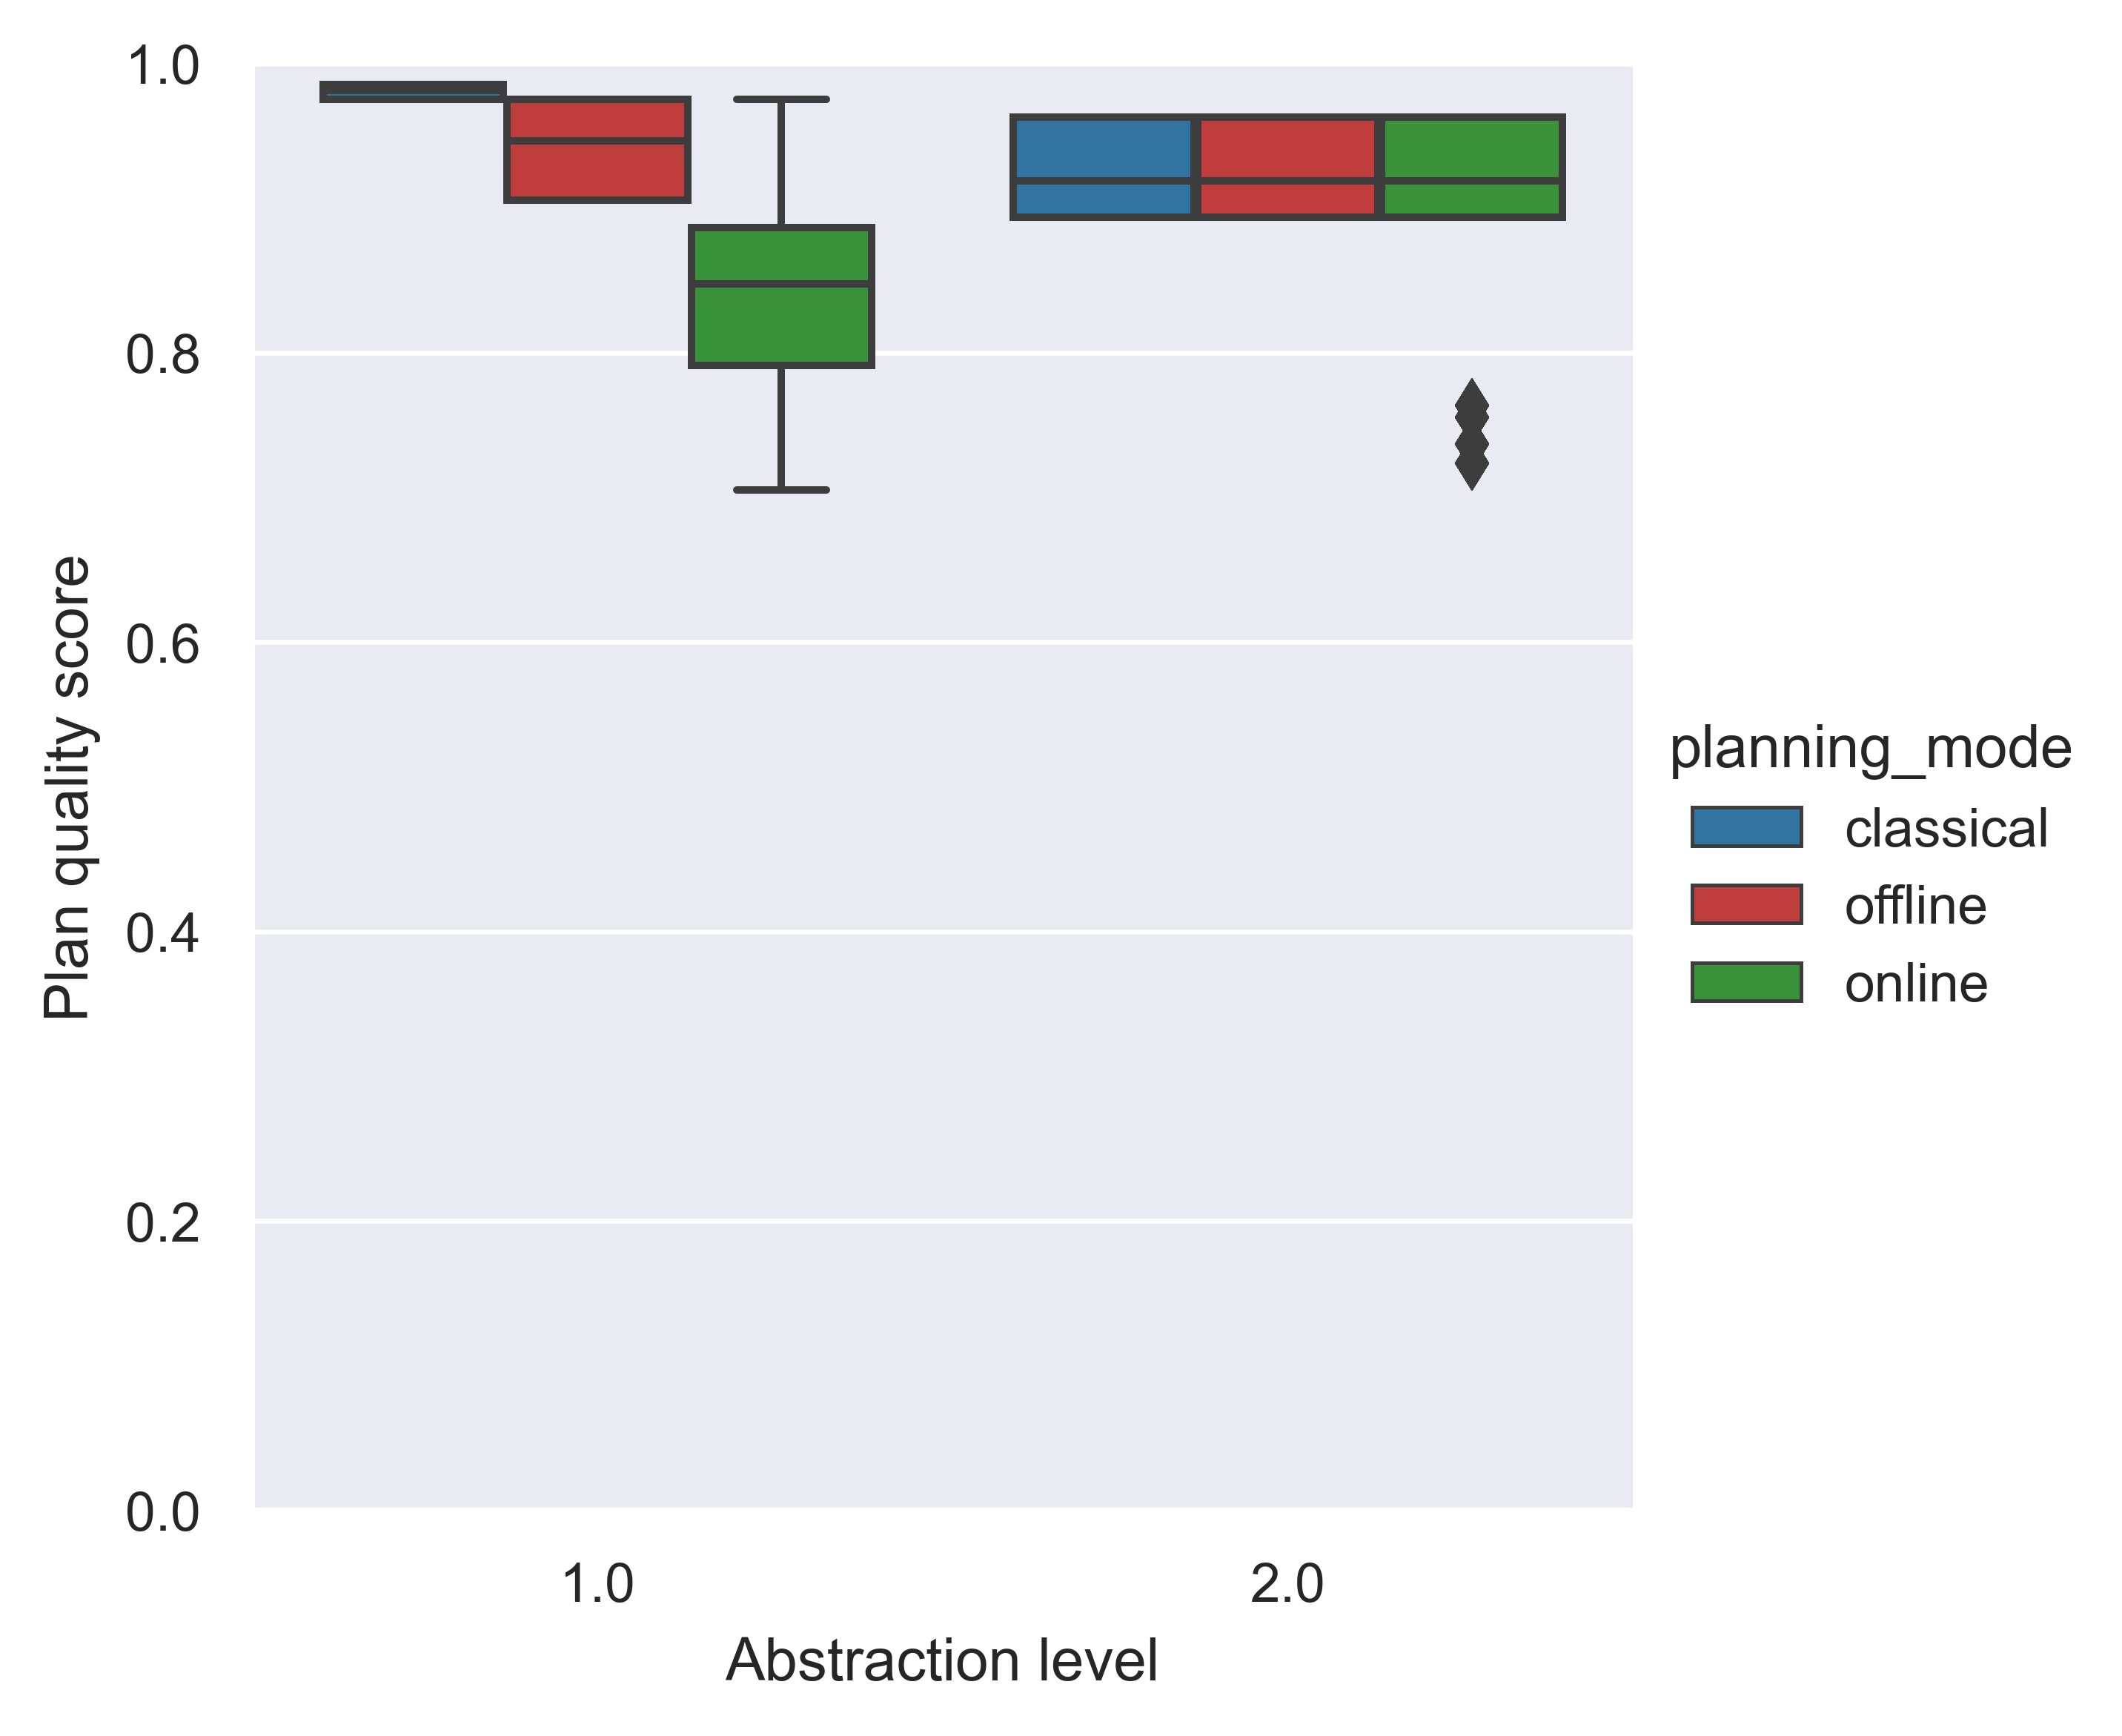 1.0
0.8
0.6
0.4
0.2
0.0
Plan quality score
1.0
2.0
Abstraction level
planning_mode
classical
offline
online